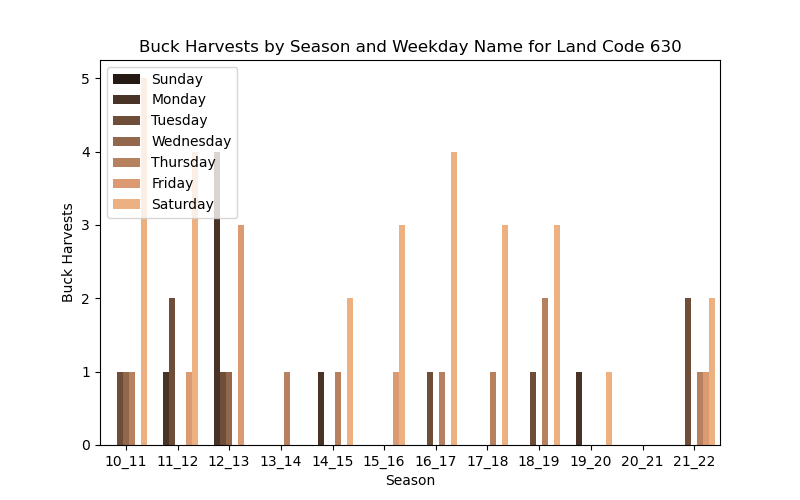 Buck Harvests by Season and Weekday Name for Land Code 630
Sunday
Monday
Tuesday
Wednesday
Thursday
Friday
Saturday
5
4
3
2
1
0
Buck Harvests
10_11 11_12 12_13 13_14 14_15 15_16 16_17 17_18 18_19 19_20 20_21 21_22
Season